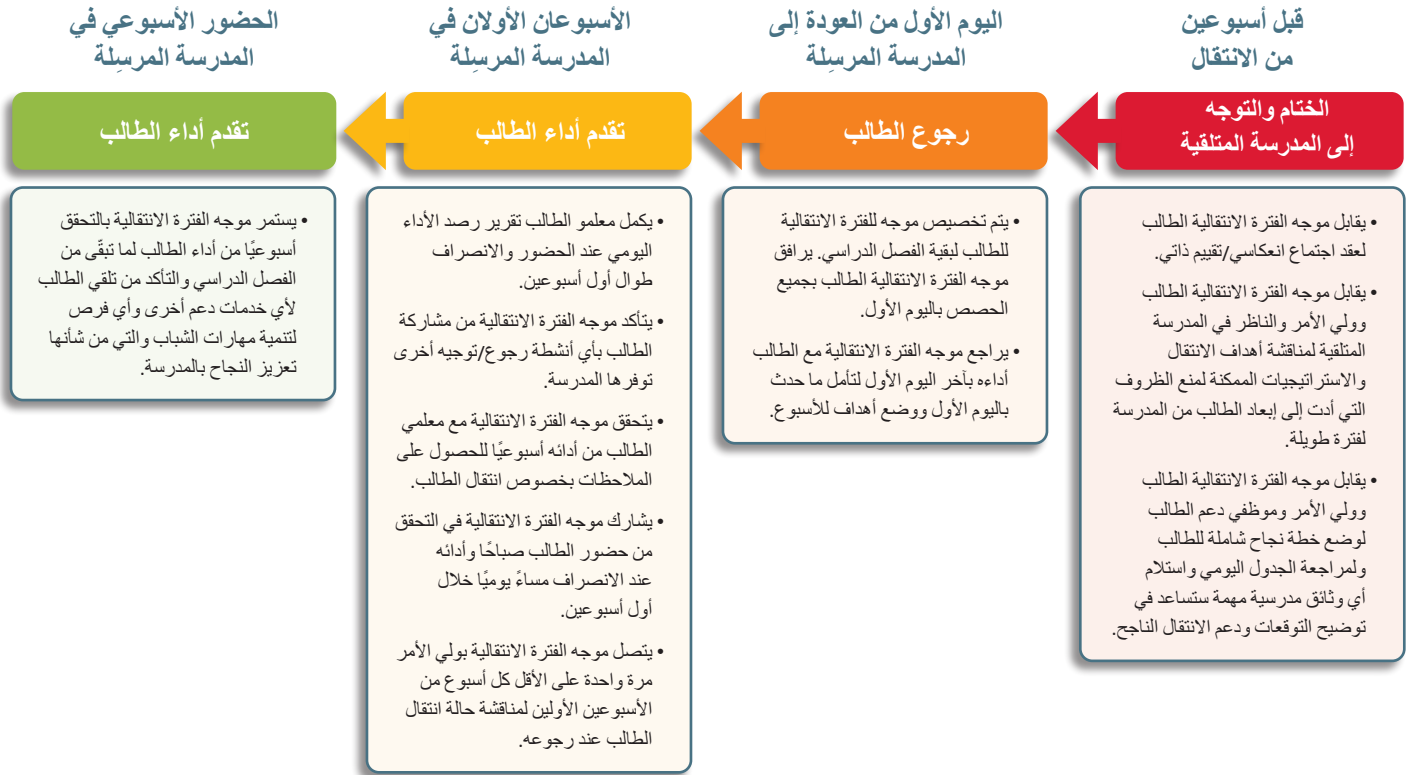 قبل أسبوعين
من الانتقال
الختام والتوجه
إلى المدرسة المتلقية
• يقابل موجه الفترة الانتقالية الطالب
لعقد اجتماع انعكاسي/تقييم ذاتي.
• يقابل موجه الفترة الانتقالية الطالب
وولي الأمر والناظر في المدرسة
المتلقية لمناقشة أهداف الانتقال
والاستراتيجيات الممكنة لمنع الظروف
التي أدت إلى إبعاد الطالب من المدرسة
لفترة طويلة.
• يقابل موجه الفترة الانتقالية الطالب
وولي الأمر وموظفي دعم الطالب
لوضع خطة نجاح شاملة للطالب
ولمراجعة الجدول اليومي واستلام
أي وثائق مدرسية مهمة ستساعد في
توضيح التوقعات ودعم الانتقال الناجح.
اليوم الأول من العودة إلى
المدرسة المرسِلة
رجوع الطالب
• يتم تخصيص موجه للفترة الانتقالية
للطالب لبقية الفصل الدراسي. يرافق
موجه الفترة الانتقالية الطالب بجميع
الحصص باليوم الأول.
• يراجع موجه الفترة الانتقالية مع الطالب
أداءه بآخر اليوم الأول لتأمل ما حدث
باليوم الأول ووضع أهداف للأسبوع.
الأسبوعان الأولان في
المدرسة المرسِلة
تقدم أداء الطالب
• يكمل معلمو الطالب تقرير رصد الأداء
اليومي عند الحضور والانصراف
طوال أول أسبوعين.
• يتأكد موجه الفترة الانتقالية من مشاركة
الطالب بأي أنشطة رجوع/توجيه أخرى
توفرها المدرسة.
• يتحقق موجه الفترة الانتقالية مع معلمي
الطالب من أدائه أسبوعيًا للحصول على
الملاحظات بخصوص انتقال الطالب.
• يشارك موجه الفترة الانتقالية في التحقق
من حضور الطالب صباحًا وأدائه
عند الانصراف مساءً يوميًا خلال
أول أسبوعين.
• يتصل موجه الفترة الانتقالية بولي الأمر
مرة واحدة على الأقل كل أسبوع من
الأسبوعين الأولين لمناقشة حالة انتقال
الطالب عند رجوعه.
الحضور الأسبوعي في
المدرسة المرسِلة
تقدم أداء الطالب
• يستمر موجه الفترة الانتقالية بالتحقق
أسبوعيًا من أداء الطالب لما تبقّى من
الفصل الدراسي والتأكد من تلقي الطالب
لأي خدمات دعم أخرى وأي فرص
لتنمية مهارات الشباب والتي من شأنها
تعزيز النجاح بالمدرسة.